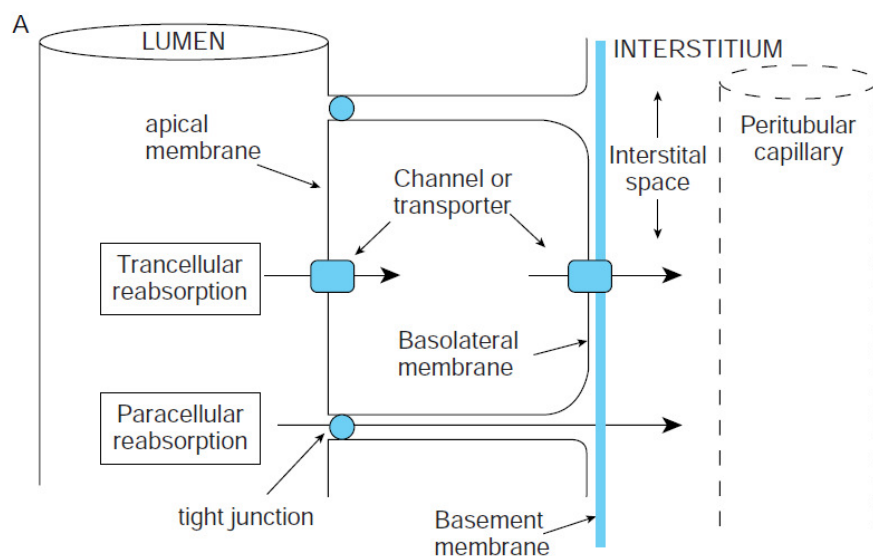 A
LUMEN
INTERSTITIUM
apical
membrane
Channel or
transporter
Interstital
space
Peritubular
capillary
Trancellular
reabsorption
Basolateral
membrane
Paracellular
reabsorption
tight junction
Basement
membrane